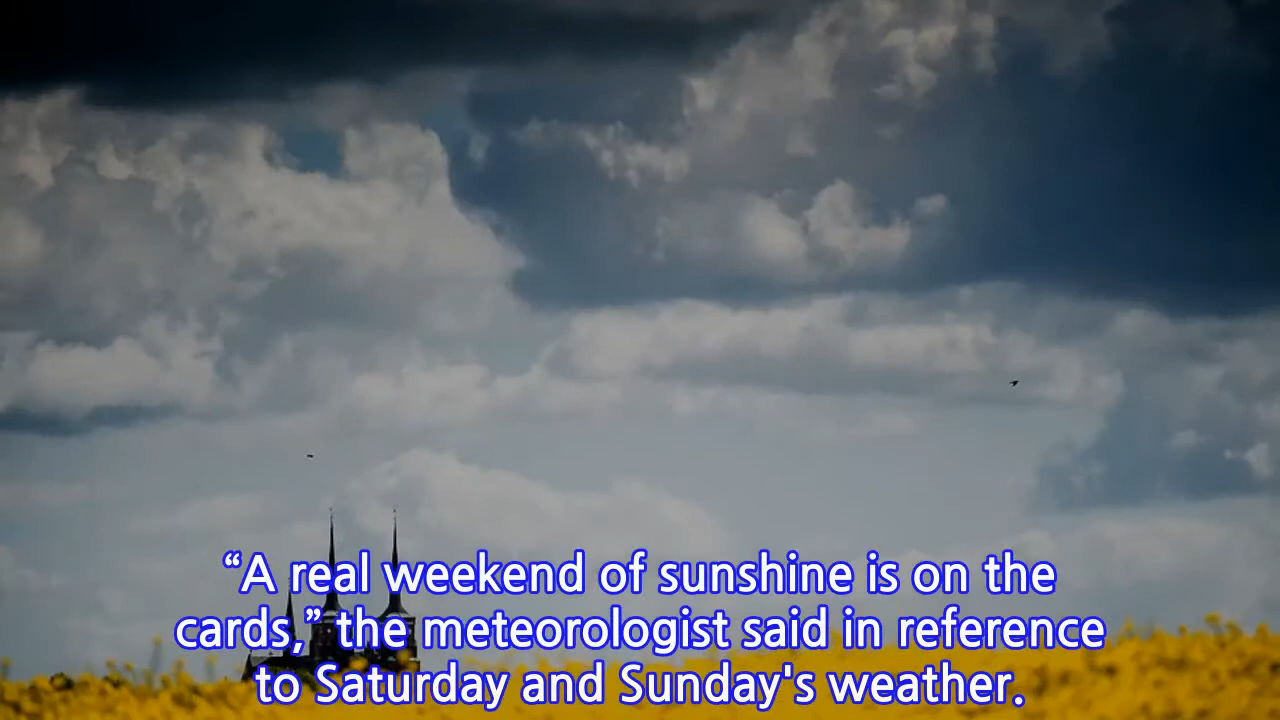 “A real weekend of sunshine is on the
cards,” the meteorologist said in reference
to Saturday and Sunday's weather.